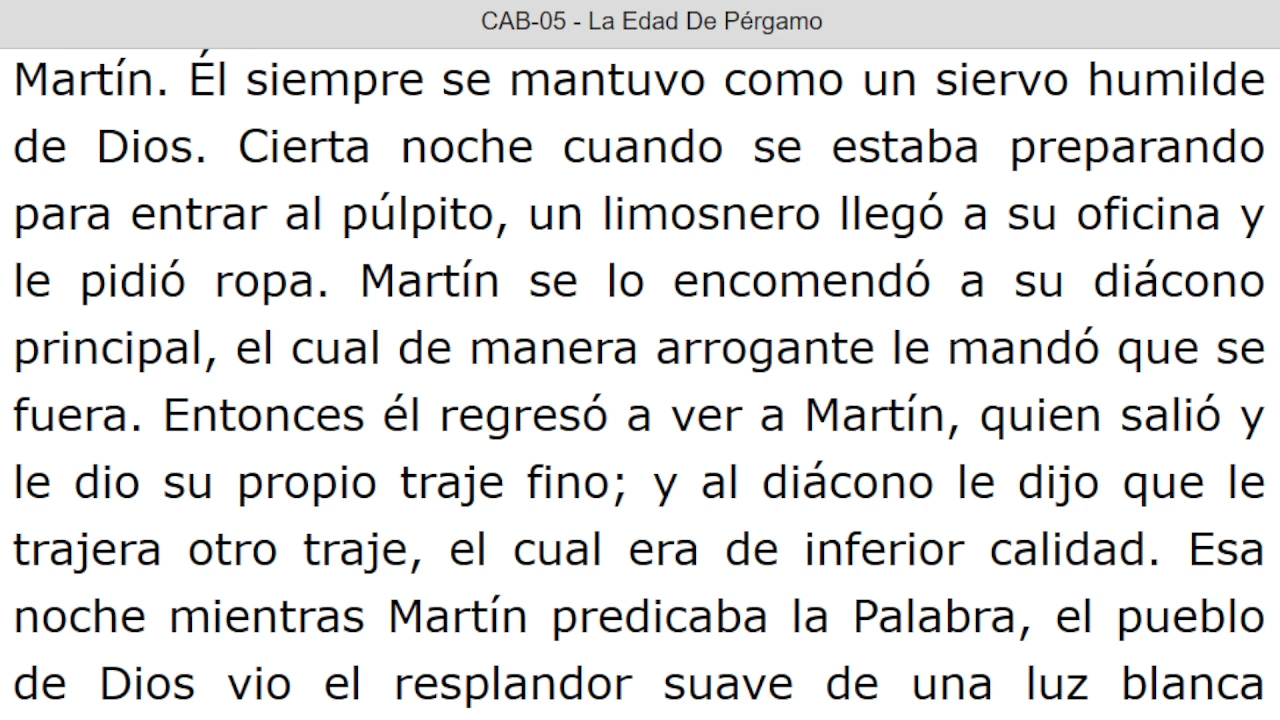 CAB-05 - La Edad De Pérgamo
Martín. Él siempre se mantuvo como un siervo humilde
de Dios. Cierta noche cuando se estaba preparando
para entrar al púlpito, un limosnero llegó a su oficina y
le pidió ropa. Martín se lo encomendó a su diácono
principal, el cual de manera arrogante le mandó que se
fuera. Entonces él regresó a ver a Martín, quien salió y
le dio su propio traje fino; y al diácono le dijo que le
trajera otro traje, el cual era de inferior calidad. Esa
noche mientras Martín predicaba la Palabra, el pueblo
de Dios vio el resplandor suave de una luz blanca